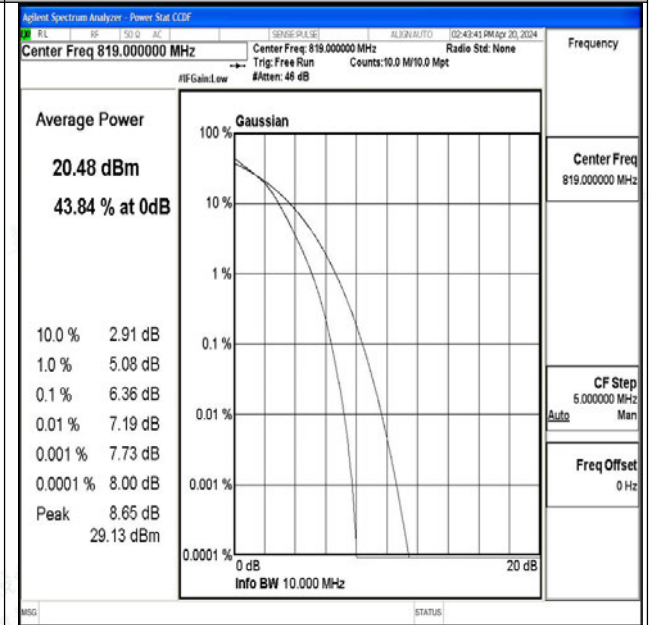 Agilent Spectrum Analyzer - Power Stat CCDF
RL RF 50 Ω AC SENSE:PULSE ALIGNAUTO 02:43:41 PM Apr 20, 2024
Center Freq 819.000000 MHz
Center Freq: 819.000000 MHz Radio Std: None
Trig: Free Run Counts:10.0 M/10.0 Mpt
#IFGain:Low #Atten: 46 dB
Frequency
Average Power
20.48 dBm
43.84 % at 0dB
10.0 % 2.91 dB
1.0 % 5.08 dB
0.1 % 6.36 dB
0.01 % 7.19 dB
0.001 % 7.73 dB
0.0001 % 8.00 dB
Peak 8.65 dB
29.13 dBm
Gaussian
100 %
10 %
1 %
0.1 %
0.01 %
0.001 %
0.0001 %
0 dB 20 dB
Info BW 10.000 MHz
Center Freq
819.000000 MHz
CF Step
5.000000 MHz
Auto Man
Freq Offset
0 Hz
MSG STATUS